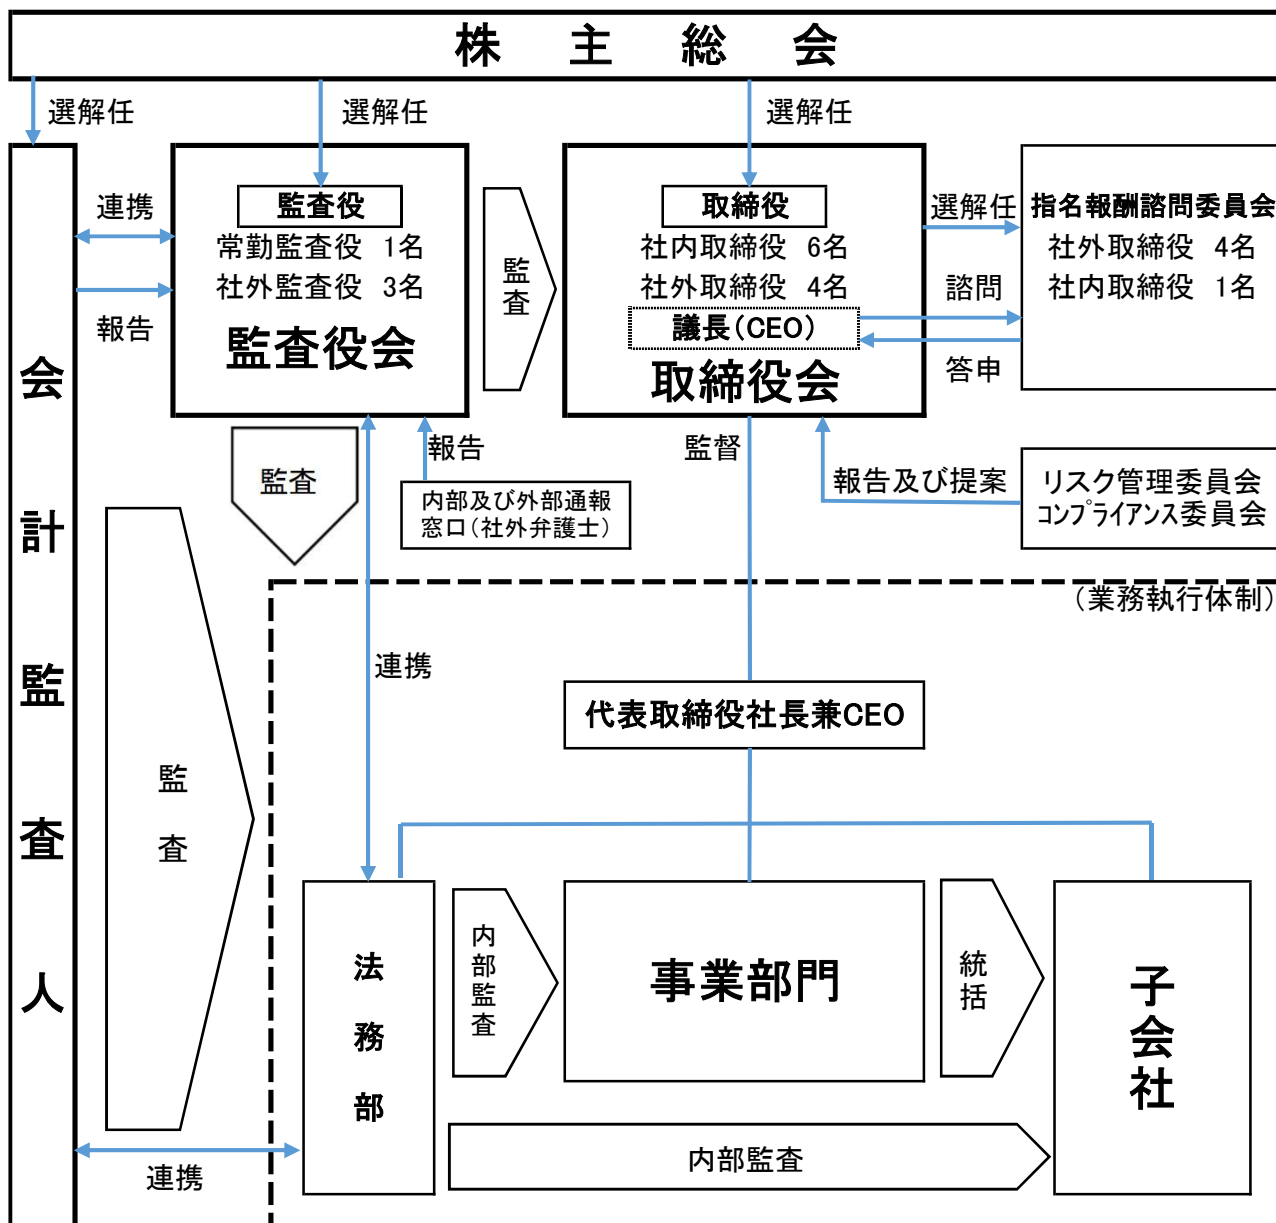 株主総会
選解任
選解任
選解任
監査役
常勤監査役 1名
社外監査役 3名
監査役会
連携
報告
監査
取締役
社内取締役 6名
社外取締役 4名
議長(CEO)
取締役会
選解任
諮問
答申
指名報酬諮問委員会
社外取締役 4名
社内取締役 1名
会計監査人
監査
報告
内部及び外部通報
窓口(社外弁護士)
監督
報告及び提案
リスク管理委員会
コンプライアンス委員会
(業務執行体制)
連携
代表取締役社長兼CEO
監査
法務部
内部監査
事業部門
統括
子会社
内部監査
連携